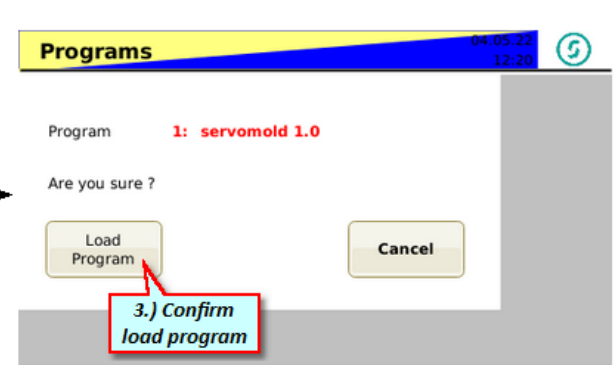 Programs
04.05.22
12:20
Program 1: servomold 1.0
Are you sure ?
Load
Program
Cancel
3.) Confirm
load program